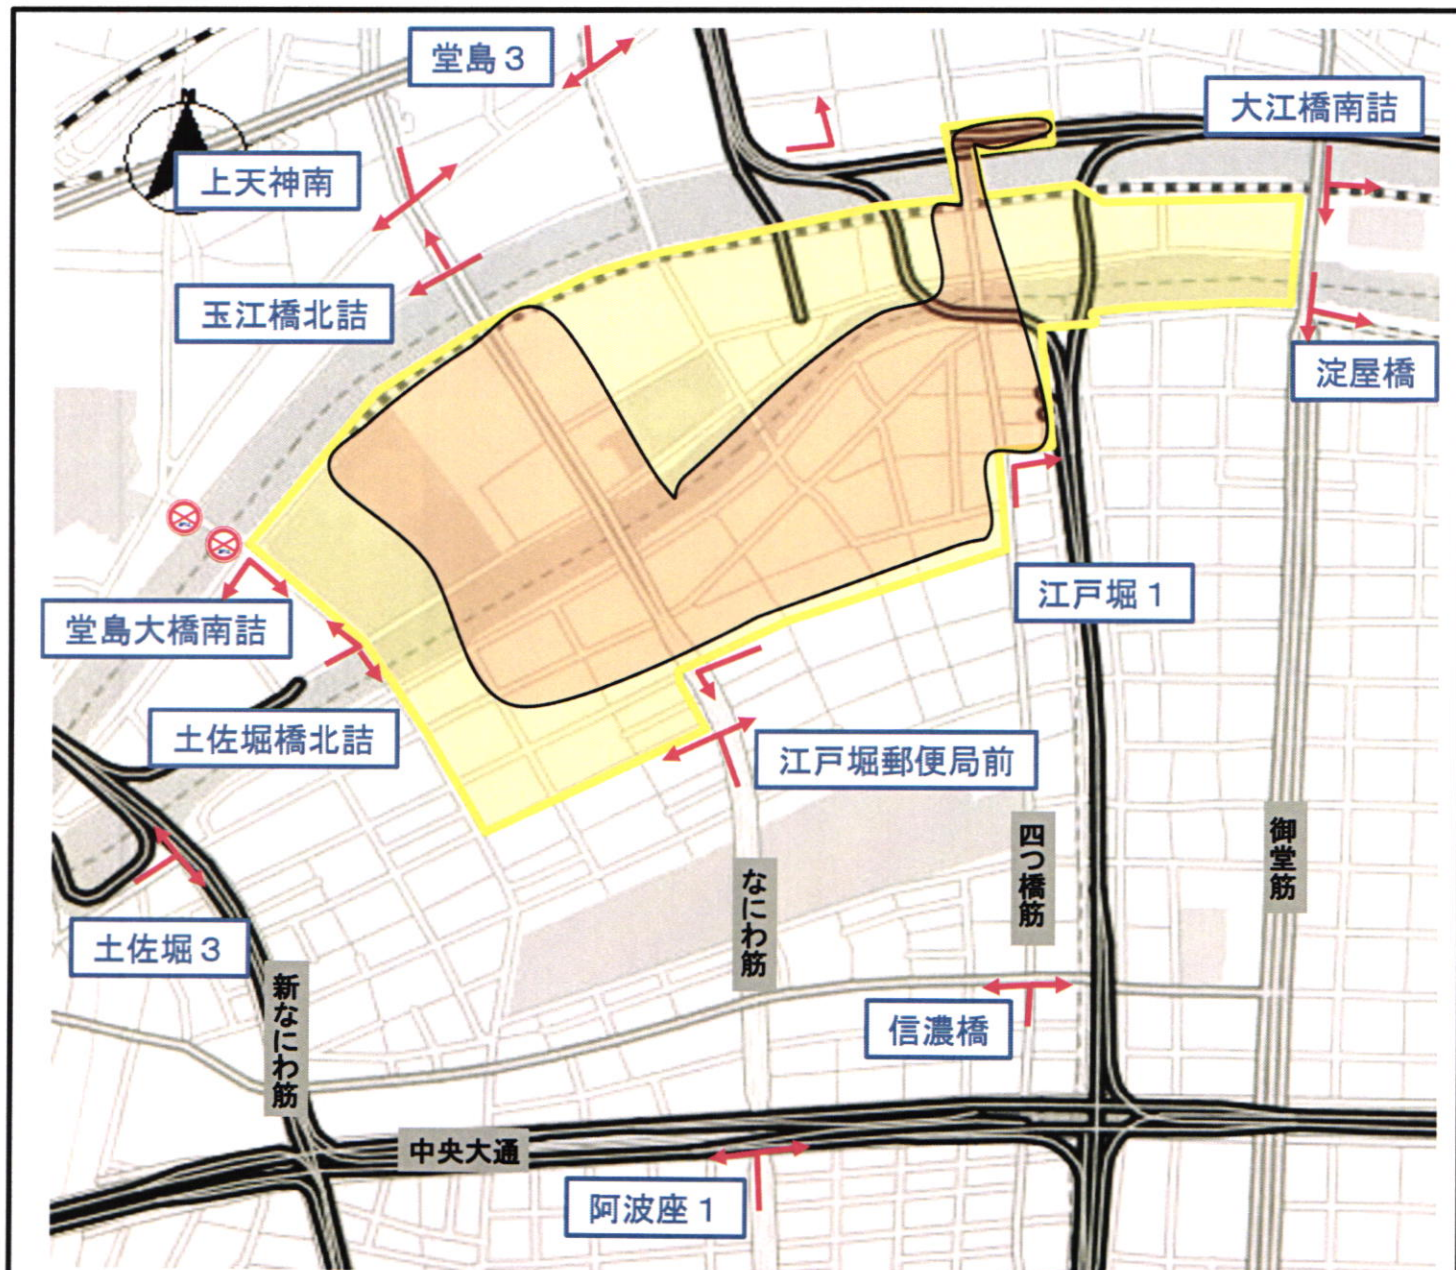 堂島３
大江橋南詰
N
上天神南
玉江橋北詰
淀屋橋
江戸堀１
堂島大橋南詰
土佐堀橋北詰
江戸堀郵便局前
四つ橋筋
御堂筋
なにわ筋
土佐堀３
新なにわ筋
信濃橋
中央大通
阿波座１